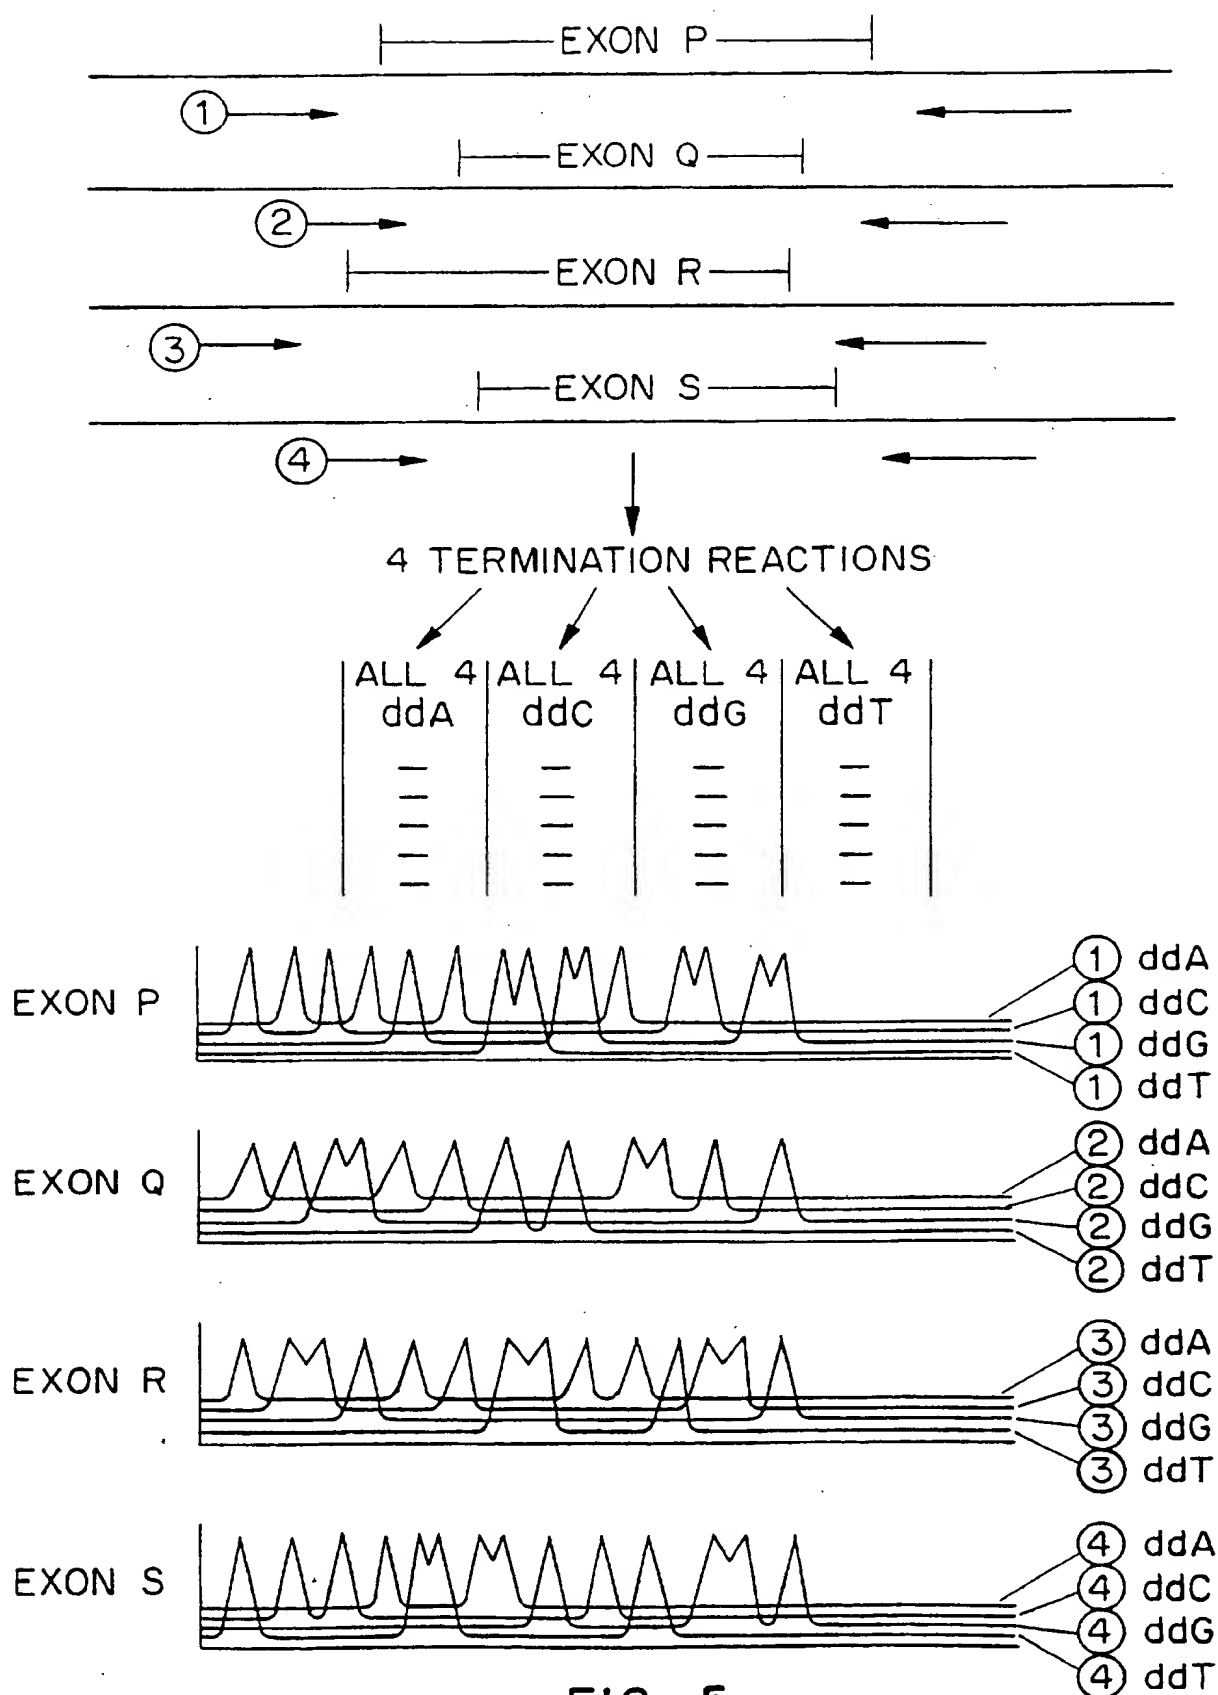 EXON P
1
EXON Q
2
EXON R
3
EXON S
4
4 TERMINATION REACTIONS
ALL 4 ALL 4 ALL 4 ALL 4
ddA ddC ddG ddT
EXON P
1 ddA
1 ddC
1 ddG
1 ddT
EXON Q
2 ddA
2 ddC
2 ddG
2 ddT
EXON R
3 ddA
3 ddC
3 ddG
3 ddT
EXON S
4 ddA
4 ddC
4 ddG
4 ddT